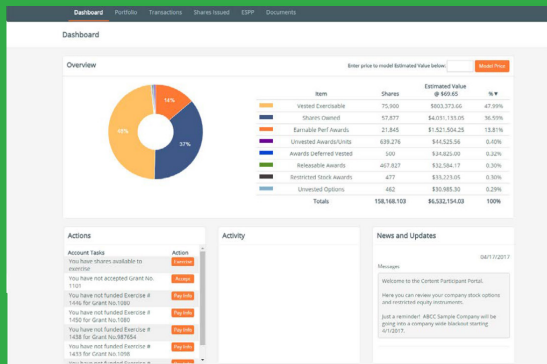 Dashboard Portfolio Transactions Shares Issued ESPP Documents
Dashboard
Overview
Enter price to model Estimated Value below: Model Price
14%
37%
48%
Item Shares Estimated Value @ $69.65 % ▼
Vested Exercisable 75,900 $803,373.66 47.99%
Shares Owned 57,877 $4,031,133.05 36.59%
Earnable Perf Awards 21,845 $1,521,504.25 13.81%
Unvested Awards/Units 639.276 $44,525.56 0.40%
Awards Deferred Vested 500 $34,825.00 0.32%
Releasable Awards 467.827 $32,584.17 0.30%
Restricted Stock Awards 477 $33,223.05 0.30%
Unvested Options 462 $30,985.30 0.29%
Totals 158,168.103 $6,532,154.03 100%
Actions
Account Tasks Action
You have shares available to
exercise
Exercise
You have not accepted Grant No.
1101
Accept
You have not funded Exercise #
1446 for Grant No.1080
Pay Info
You have not funded Exercise #
1450 for Grant No.1080
Pay Info
You have not funded Exercise #
1438 for Grant No.987654
Pay Info
You have not funded Exercise #
1433 for Grant No.1098
Pay Info
You have not funded Exercise #
Activity
News and Updates
04/17/2017
Messages
Welcome to the Certent Participant Portal.
Here you can review your company stock options
and restricted equity instruments.
Just a reminder! ABCC Sample Company will be
going into a company wide blackout starting
4/1/2017.